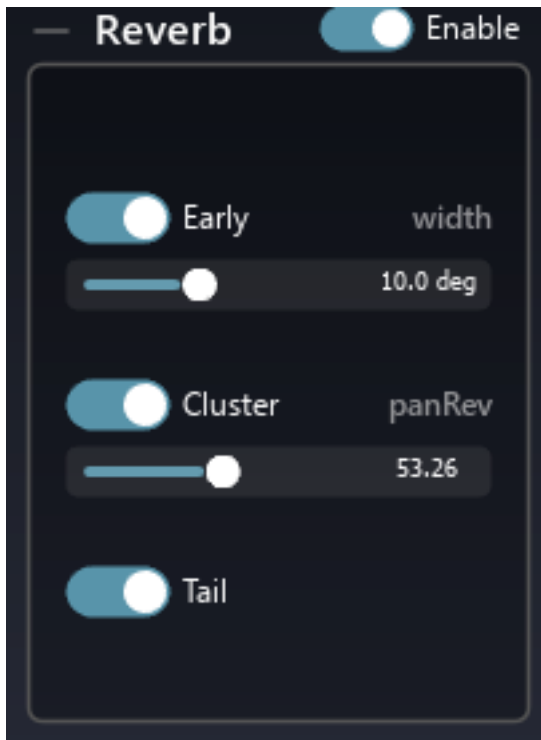 Reverb Enable
Early width
10.0 deg
Cluster panRev
53.26
Tail